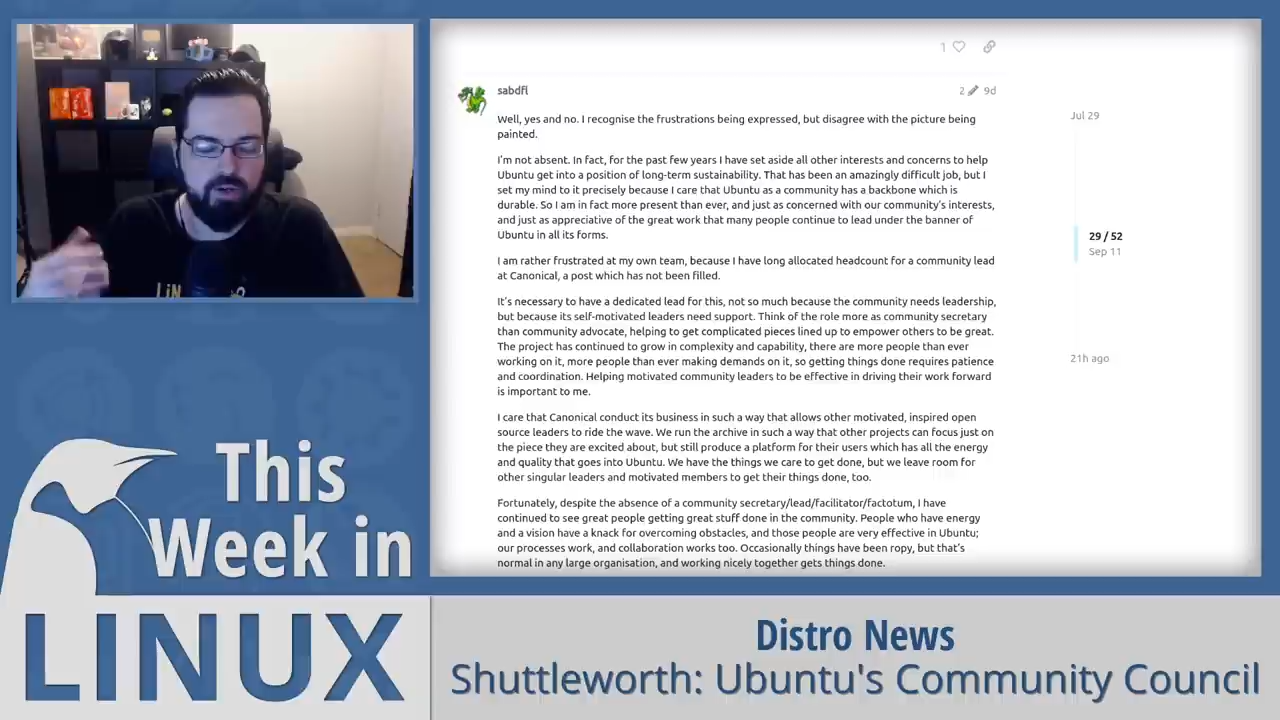 1
sabdfl
2
9d
Well, yes and no. I recognise the frustrations being expressed, but disagree with the picture being
painted.
I'm not absent. In fact, for the past few years I have set aside all other interests and concerns to help
Ubuntu get into a position of long-term sustainability. That has been an amazingly difficult job, but I
set my mind to it precisely because I care that Ubuntu as a community has a backbone which is
durable. So I am in fact more present than ever, and just as concerned with our community's interests,
and just as appreciative of the great work that many people continue to lead under the banner of
Ubuntu in all its forms.
I am rather frustrated at my own team, because I have long allocated headcount for a community lead
at Canonical, a post which has not been filled.
It's necessary to have a dedicated lead for this, not so much because the community needs leadership,
but because its self-motivated leaders need support. Think of the role more as community secretary
than community advocate, helping to get complicated pieces lined up to empower others to be great.
The project has continued to grow in complexity and capability, there are more people than ever
working on it, more people than ever making demands on it, so getting things done requires patience
and coordination. Helping motivated community leaders to be effective in driving their work forward
is important to me.
I care that Canonical conduct its business in such a way that allows other motivated, inspired open
source leaders to ride the wave. We run the archive in such a way that other projects can focus just on
the piece they are excited about, but still produce a platform for their users which has all the energy
and quality that goes into Ubuntu. We have the things we care to get done, but we leave room for
other singular leaders and motivated members to get their things done, too.
Fortunately, despite the absence of a community secretary/lead/facilitator/factotum, I have
continued to see great people getting great stuff done in the community. People who have energy
and a vision have a knack for overcoming obstacles, and those people are very effective in Ubuntu;
our processes work, and collaboration works too. Occasionally things have been ropy, but that's
normal in any large organisation, and working nicely together gets things done.
Jul 29
29 / 52
Sep 11
21h ago
This
Week in
LINUX
Distro News
Shuttleworth: Ubuntu's Community Council